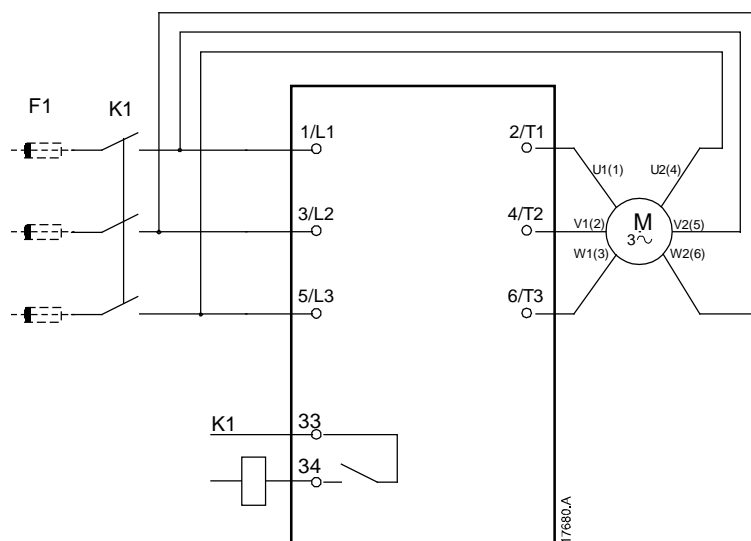 F1
K1
1/L1
2/T1
U1(1)
U2(4)
3/L2
4/T2
V1(2)
M
3~
V2(5)
W1(3)
W2(6)
5/L3
6/T3
K1
33
34
17680.A